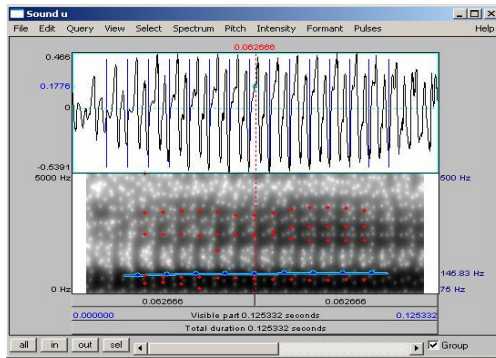 Sound u
File Edit Query View Select Spectrum Pitch Intensity Formant Pulses Help
0.062666
0.466
0.1776
0
-0.5391
5000 Hz
500 Hz
145.83 Hz
0 Hz
75 Hz
0.062666 0.062666
0.000000 Visible part 0.125332 seconds 0.125332
Total duration 0.125332 seconds
all in out sel Group